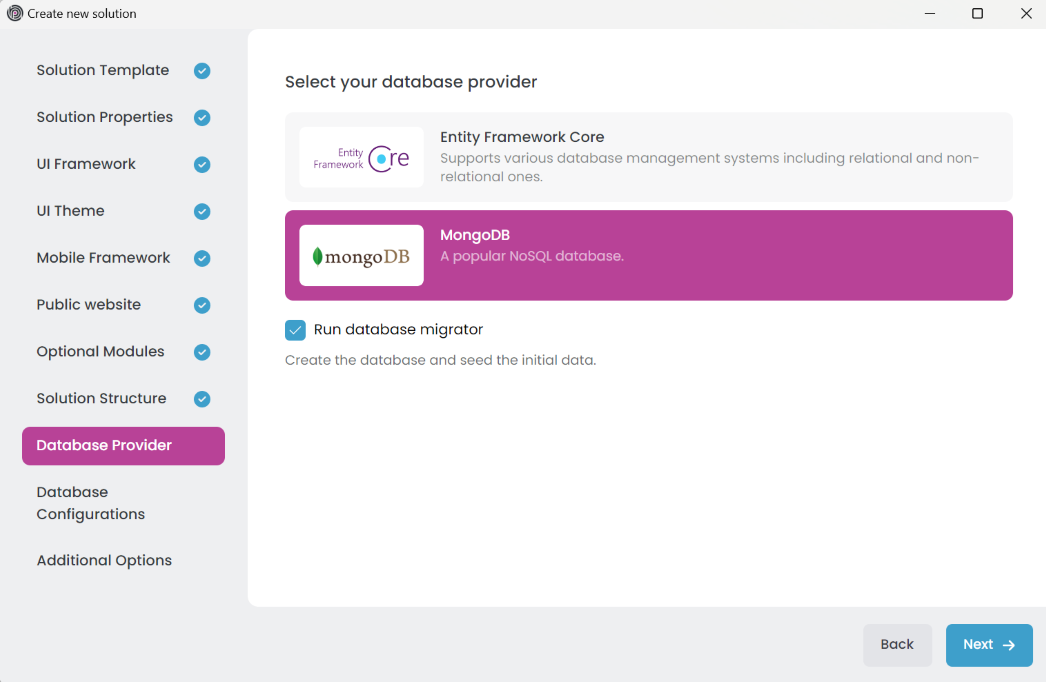 Create new solution
Solution Template
Solution Properties
UI Framework
UI Theme
Mobile Framework
Public website
Optional Modules
Solution Structure
Database Provider
Database
Configurations
Additional Options
Select your database provider
Entity
Framework Core
Entity Framework Core
Supports various database management systems including relational and non-
relational ones.
mongoDB
MongoDB
A popular NoSQL database.
Run database migrator
Create the database and seed the initial data.
Back
Next